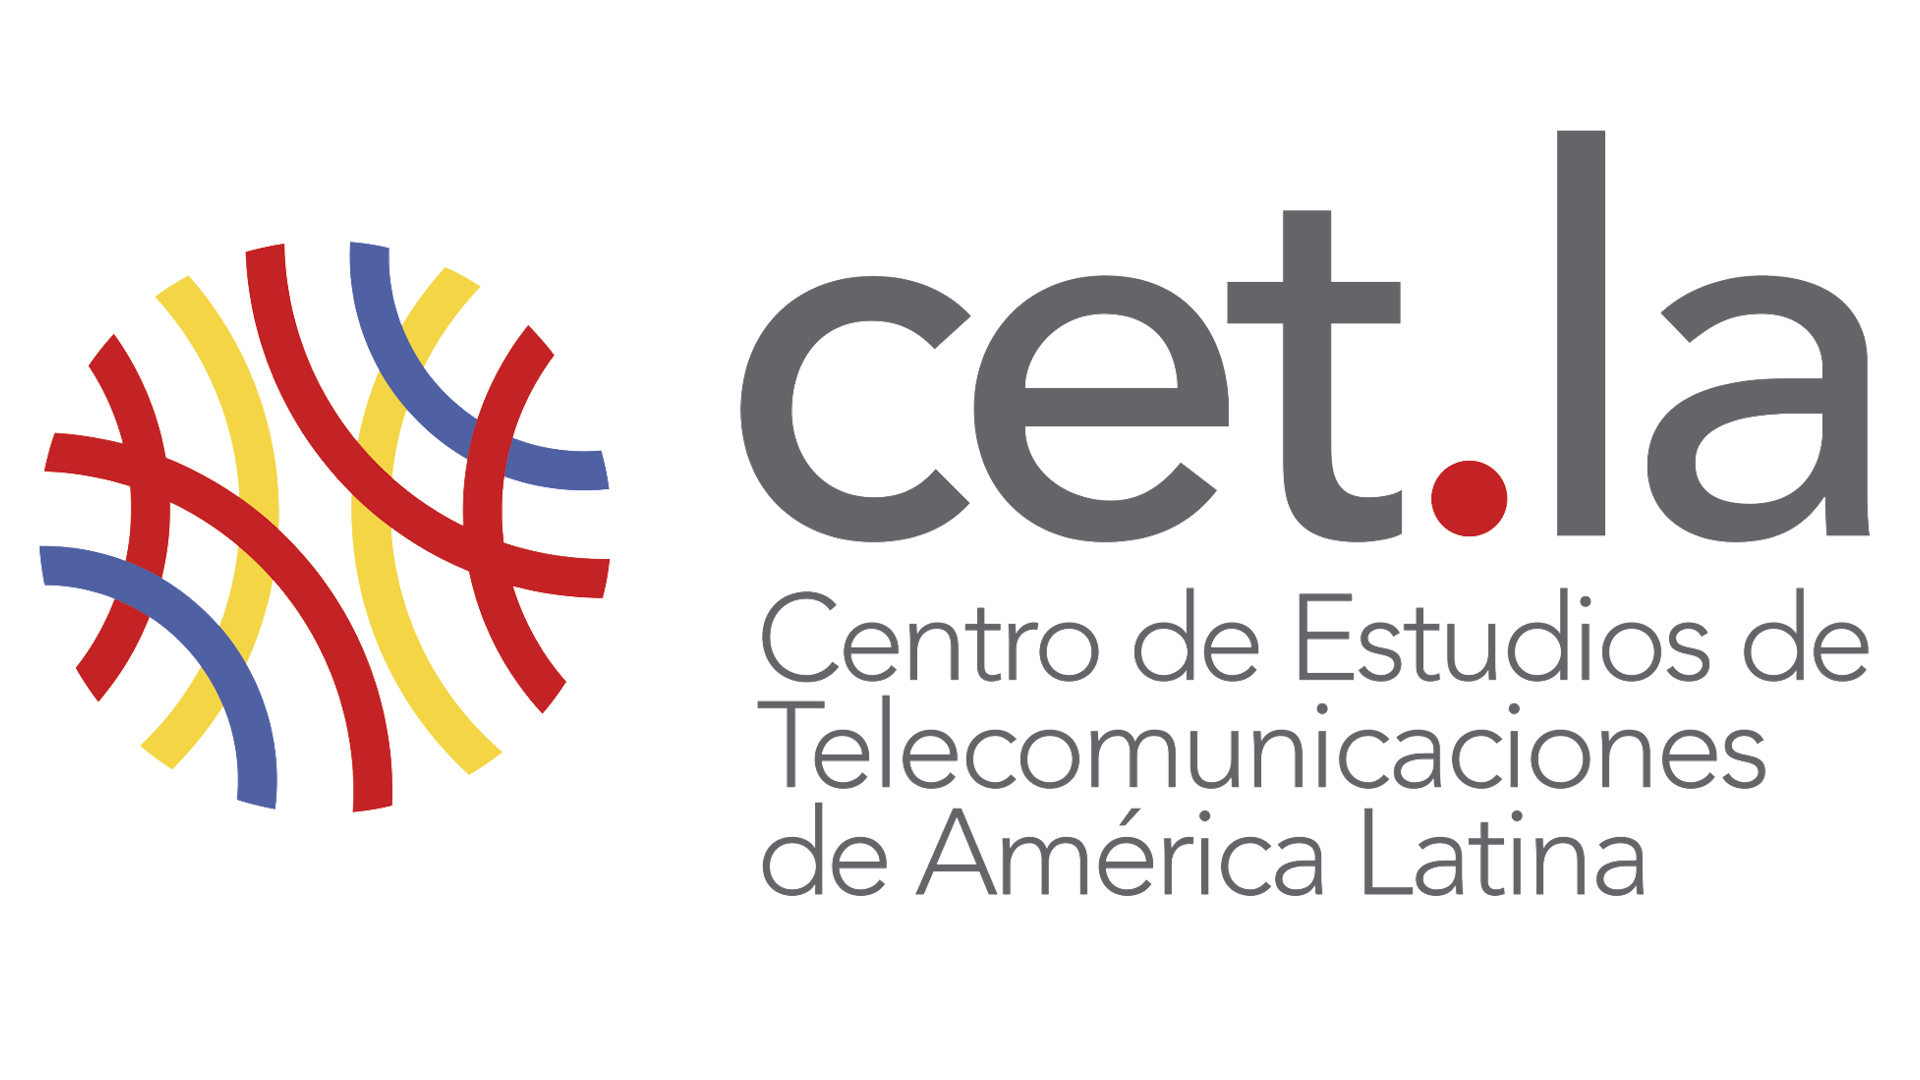 cet.la
Centro de Estudios de
Telecomunicaciones
de América Latina